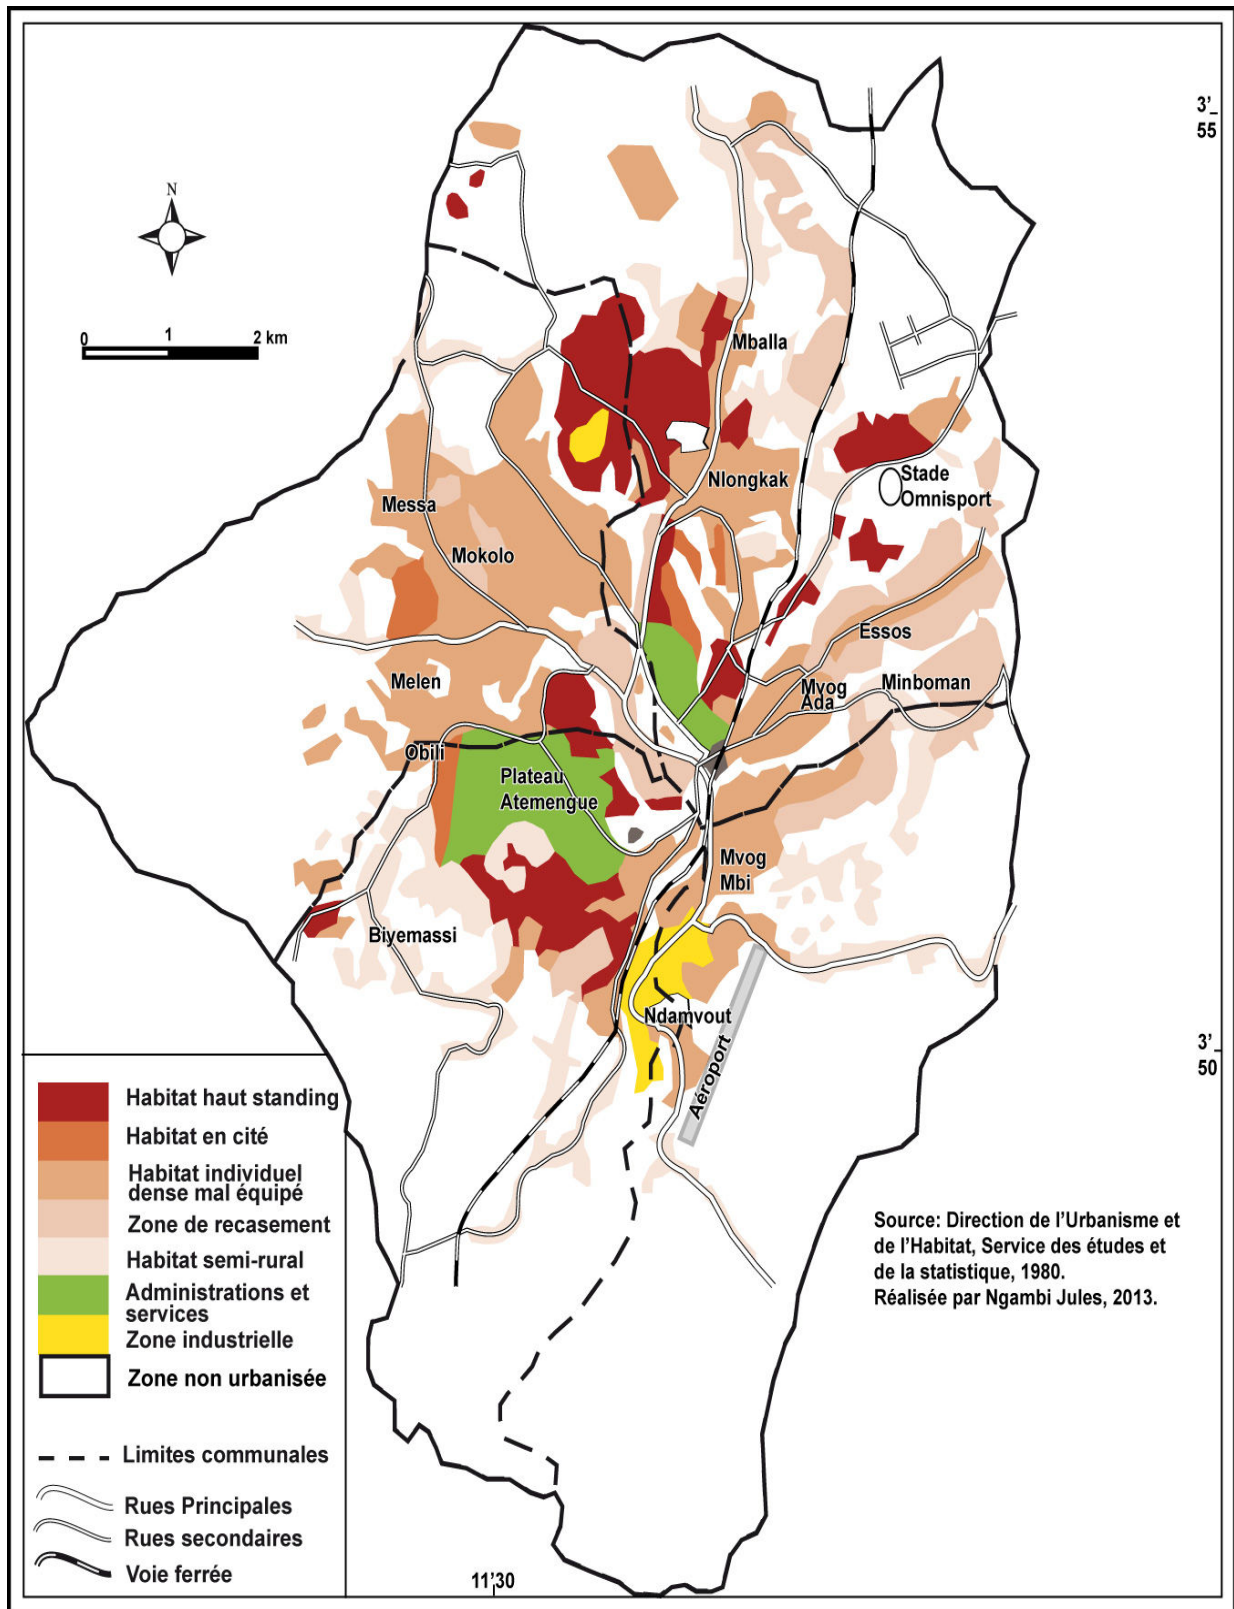 3'
55
N
0 1 2 km
Mballa
Stade
Omnisport
Nlongkak
Messa
Mokolo
Essos
Melen
Mvog
Ada
Minboman
Obili
Plateau
Atemengue
Mvog
Mbi
Biyemassi
Ndamvout
Aéroport
3'
50
Habitat haut standing
Habitat en cité
Habitat individuel
dense mal équipé
Zone de recasement
Habitat semi-rural
Administrations et
services
Zone industrielle
Zone non urbanisée
Limites communales
Rues Principales
Rues secondaires
Voie ferrée
Source: Direction de l'Urbanisme et
de l'Habitat, Service des études et
de la statistique, 1980.
Réalisée par Ngambi Jules, 2013.
11'30